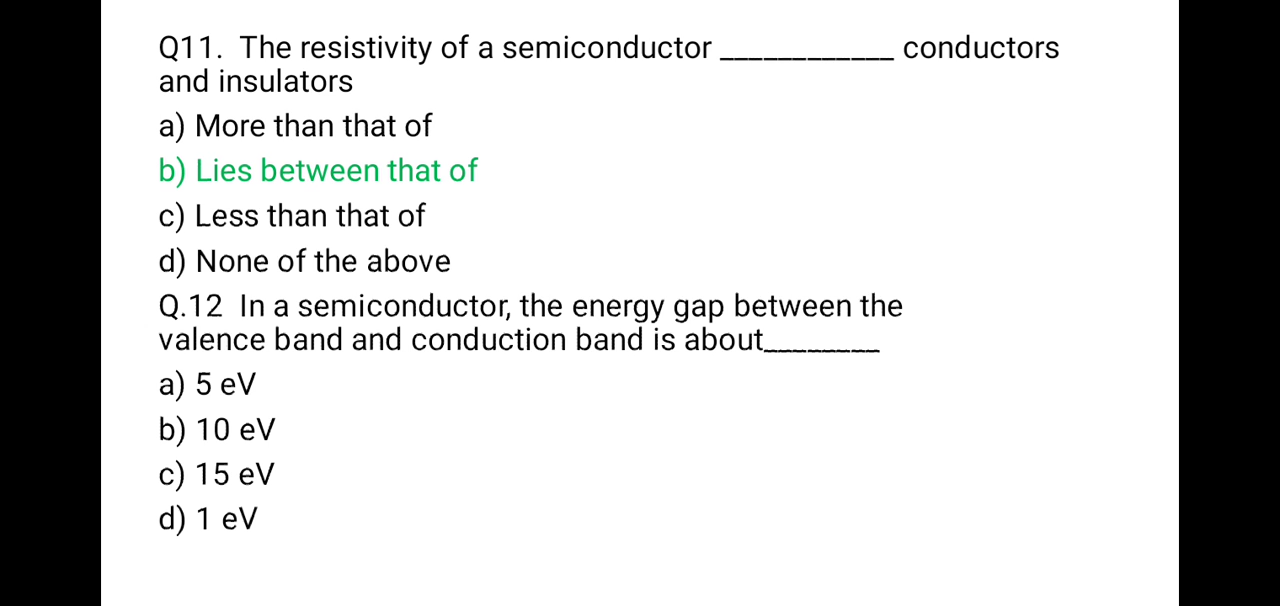 Q11.  The resistivity of a semiconductor ____________ conductors
and insulators
a) More than that of
b) Lies between that of
c) Less than that of
d) None of the above
Q.12  In a semiconductor, the energy gap between the
valence band and conduction band is about________
a) 5 eV
b) 10 eV
c) 15 eV
d) 1 eV